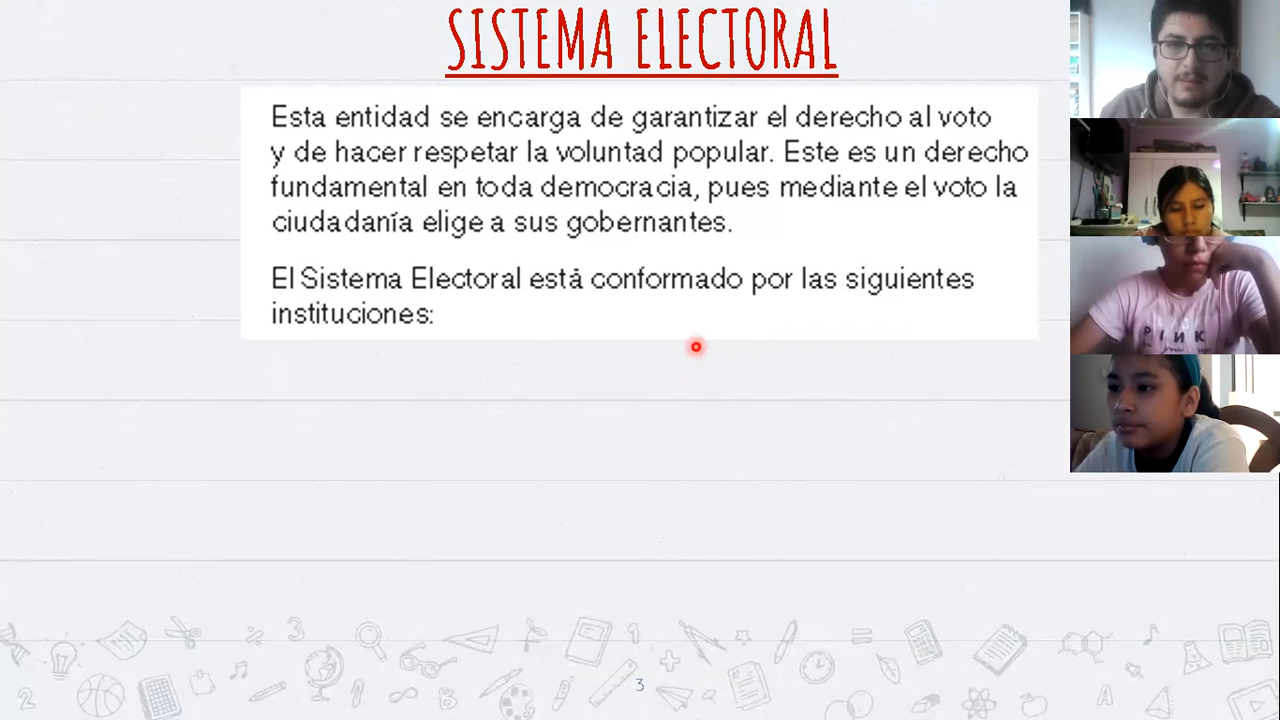 SISTEMA ELECTORAL
Esta entidad se encarga de garantizar el derecho al voto
y de hacer respetar la voluntad popular. Este es un derecho
fundamental en toda democracia, pues mediante el voto la
ciudadanía elige a sus gobernantes.
El Sistema Electoral está conformado por las siguientes
instituciones:
PINK
3